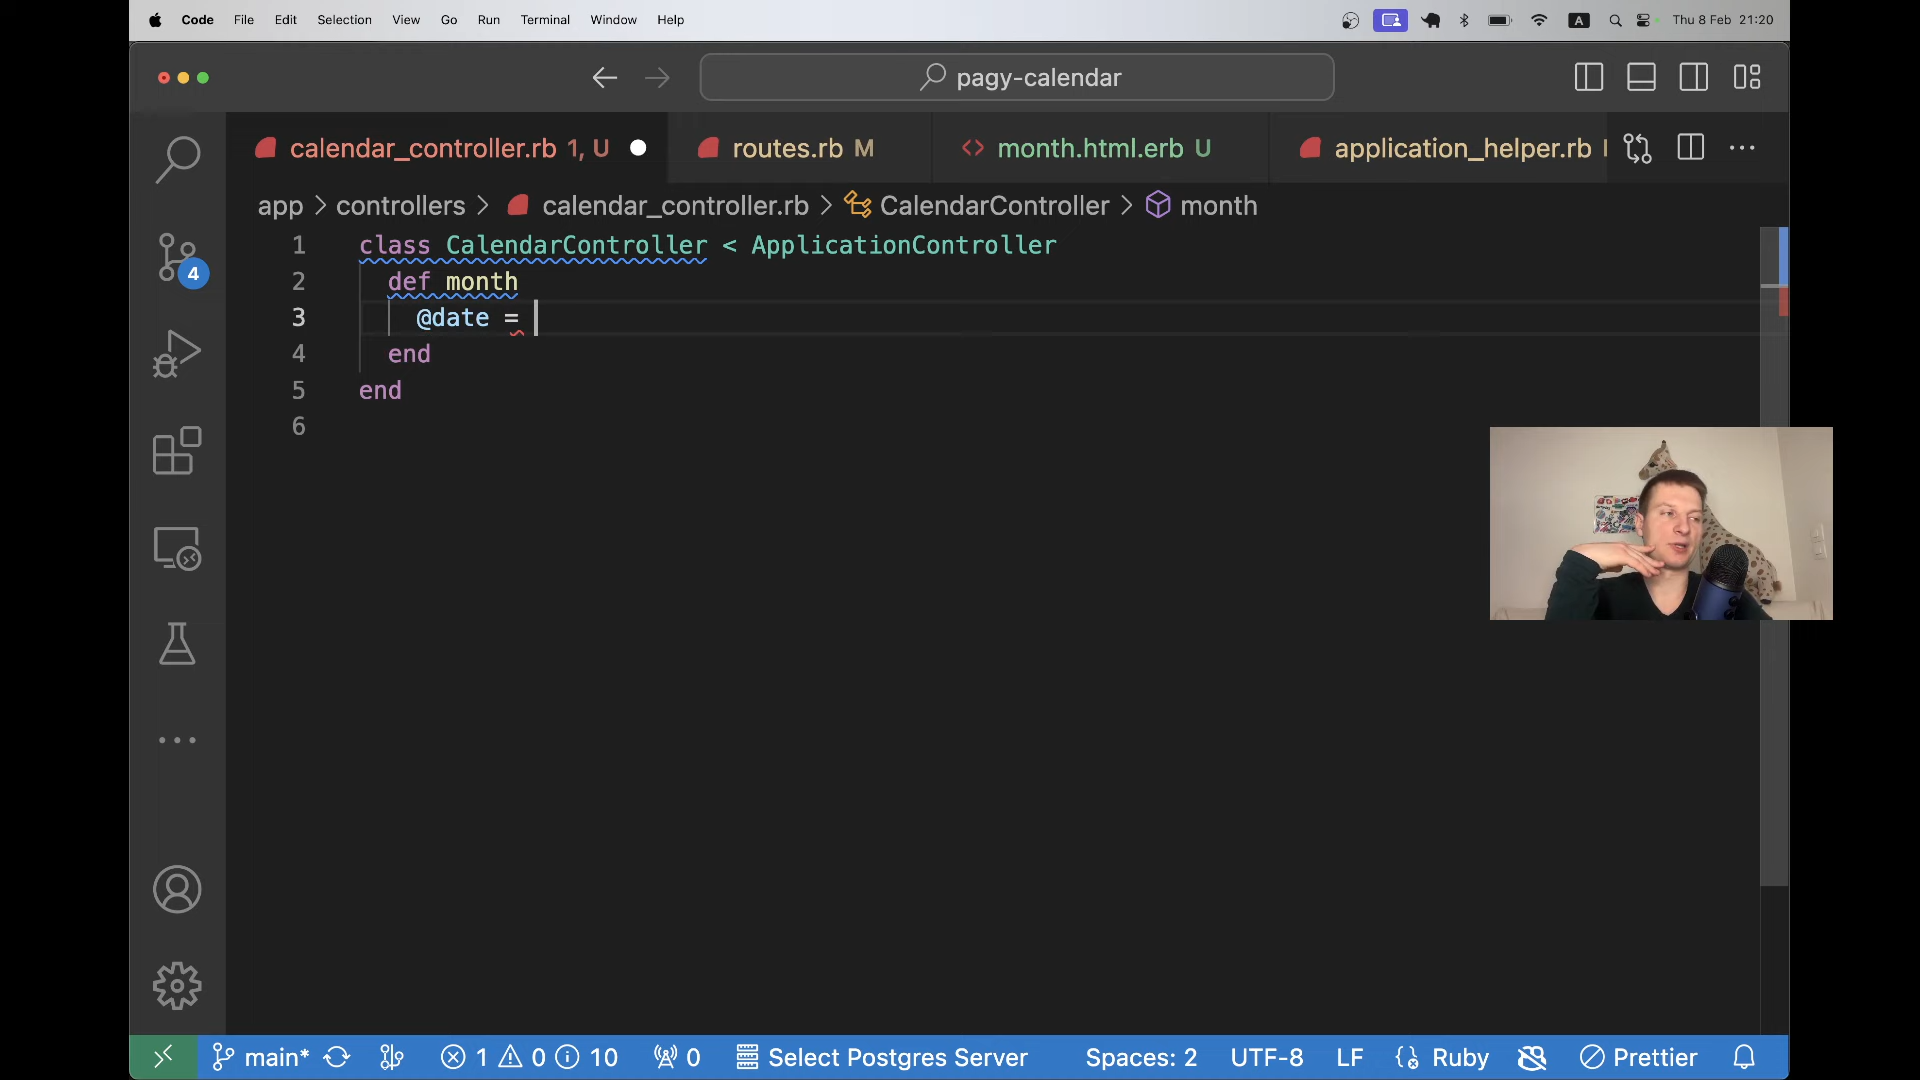 Code File Edit Selection View Go Run Terminal Window Help A Thu 8 Feb 21:20
pagy-calendar
calendar_controller.rb 1, U routes.rb M month.html.erb U application_helper.rb
app > controllers > calendar_controller.rb > CalendarController > month
1 class CalendarController < ApplicationController
2 def month
3 @date =
4 end
5 end
6
4
main* 1 0 10 0 Select Postgres Server Spaces: 2 UTF-8 LF Ruby Prettier